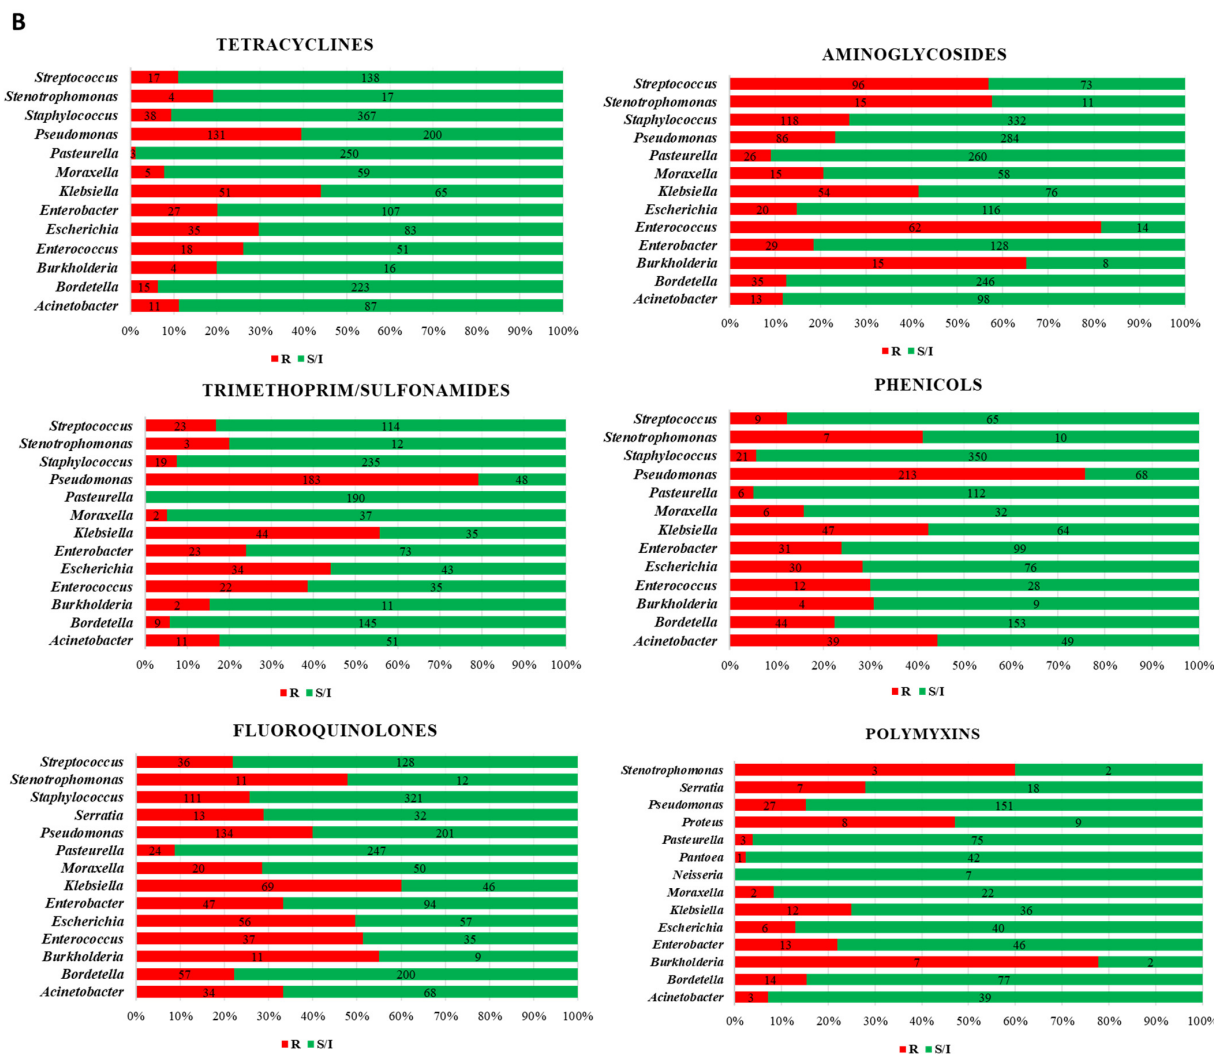 B
TETRACYCLINES
Streptococcus 17 138
Stenotrophomonas 4 17
Staphylococcus 38 367
Pseudomonas 131 200
Pasteurella 3 250
Moraxella 5 59
Klebsiella 51 65
Enterobacter 27 107
Escherichia 35 83
Enterococcus 18 51
Burkholderia 4 16
Bordetella 15 223
Acinetobacter 11 87
0% 10% 20% 30% 40% 50% 60% 70% 80% 90% 100%
R S/I
AMINOGLYCOSIDES
Streptococcus 96 73
Stenotrophomonas 15 11
Staphylococcus 118 332
Pseudomonas 86 284
Pasteurella 26 260
Moraxella 15 58
Klebsiella 54 76
Escherichia 20 116
Enterococcus 62 14
Enterobacter 29 128
Burkholderia 15 8
Bordetella 35 246
Acinetobacter 13 98
0% 10% 20% 30% 40% 50% 60% 70% 80% 90% 100%
R S/I
TRIMETHOPRIM/SULFONAMIDES
Streptococcus 23 114
Stenotrophomonas 3 12
Staphylococcus 19 235
Pseudomonas 183 48
Pasteurella 190
Moraxella 2 37
Klebsiella 44 35
Enterobacter 23 73
Escherichia 34 43
Enterococcus 22 35
Burkholderia 2 11
Bordetella 9 145
Acinetobacter 11 51
0% 10% 20% 30% 40% 50% 60% 70% 80% 90% 100%
R S/I
PHENICOLS
Streptococcus 9 65
Stenotrophomonas 7 10
Staphylococcus 21 350
Pseudomonas 213 68
Pasteurella 6 112
Moraxella 6 32
Klebsiella 47 64
Enterobacter 31 99
Escherichia 30 76
Enterococcus 12 28
Burkholderia 4 9
Bordetella 44 153
Acinetobacter 39 49
0% 10% 20% 30% 40% 50% 60% 70% 80% 90% 100%
R S/I
FLUOROQUINOLONES
Streptococcus 36 128
Stenotrophomonas 11 12
Staphylococcus 111 321
Serratia 13 32
Pseudomonas 134 201
Pasteurella 24 247
Moraxella 20 50
Klebsiella 69 46
Enterobacter 47 94
Escherichia 56 57
Enterococcus 37 35
Burkholderia 11 9
Bordetella 57 200
Acinetobacter 34 68
0% 10% 20% 30% 40% 50% 60% 70% 80% 90% 100%
R S/I
POLYMYXINS
Stenotrophomonas 3 2
Serratia 7 18
Pseudomonas 27 151
Proteus 8 9
Pasteurella 3 75
Pantoea 1 42
Neisseria 7
Moraxella 2 22
Klebsiella 12 36
Escherichia 6 40
Enterobacter 13 46
Burkholderia 7 2
Bordetella 14 77
Acinetobacter 3 39
0% 10% 20% 30% 40% 50% 60% 70% 80% 90% 100%
R S/I